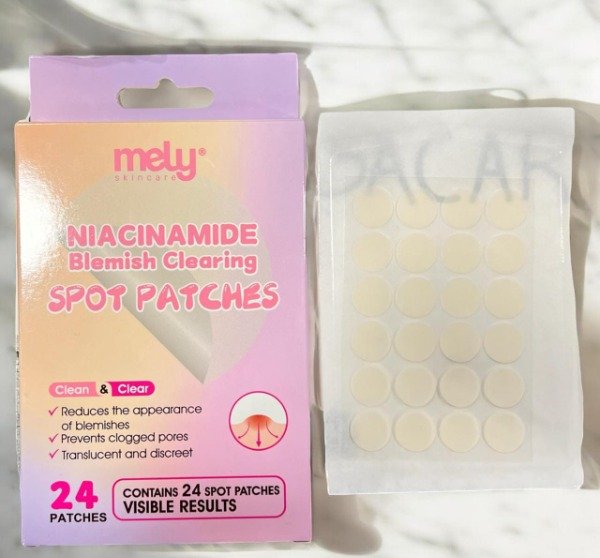 mely®
skincare
NIACINAMIDE
Blemish Clearing
SPOT PATCHES
Clean & Clear
✓ Reduces the appearance
of blemishes
✓ Prevents clogged pores
✓ Translucent and discreet
24
PATCHES
CONTAINS 24 SPOT PATCHES
VISIBLE RESULTS